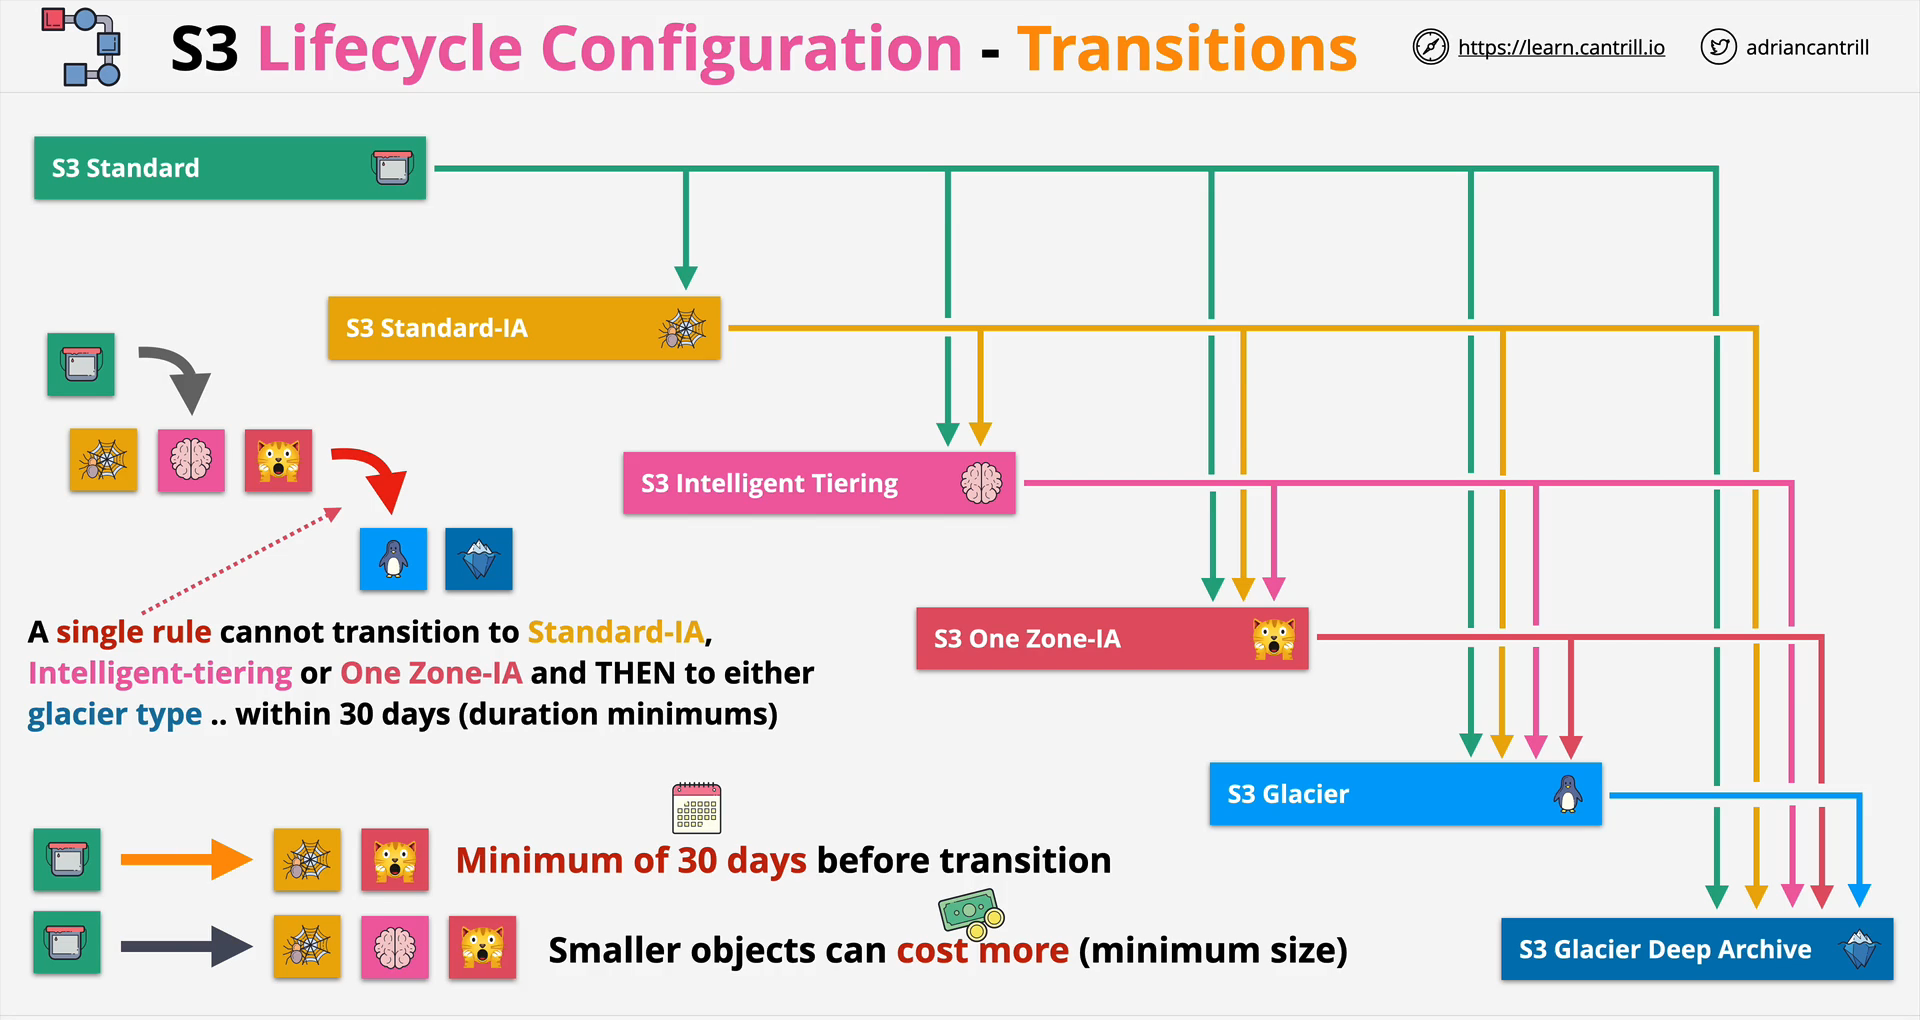 S3 Lifecycle Configuration - Transitions
https://learn.cantrill.io
adriancantrill
S3 Standard
S3 Standard-IA
S3 Intelligent Tiering
S3 One Zone-IA
S3 Glacier
S3 Glacier Deep Archive
A single rule cannot transition to Standard-IA,
Intelligent-tiering or One Zone-IA and THEN to either
glacier type .. within 30 days (duration minimums)
Minimum of 30 days before transition
Smaller objects can cost more (minimum size)